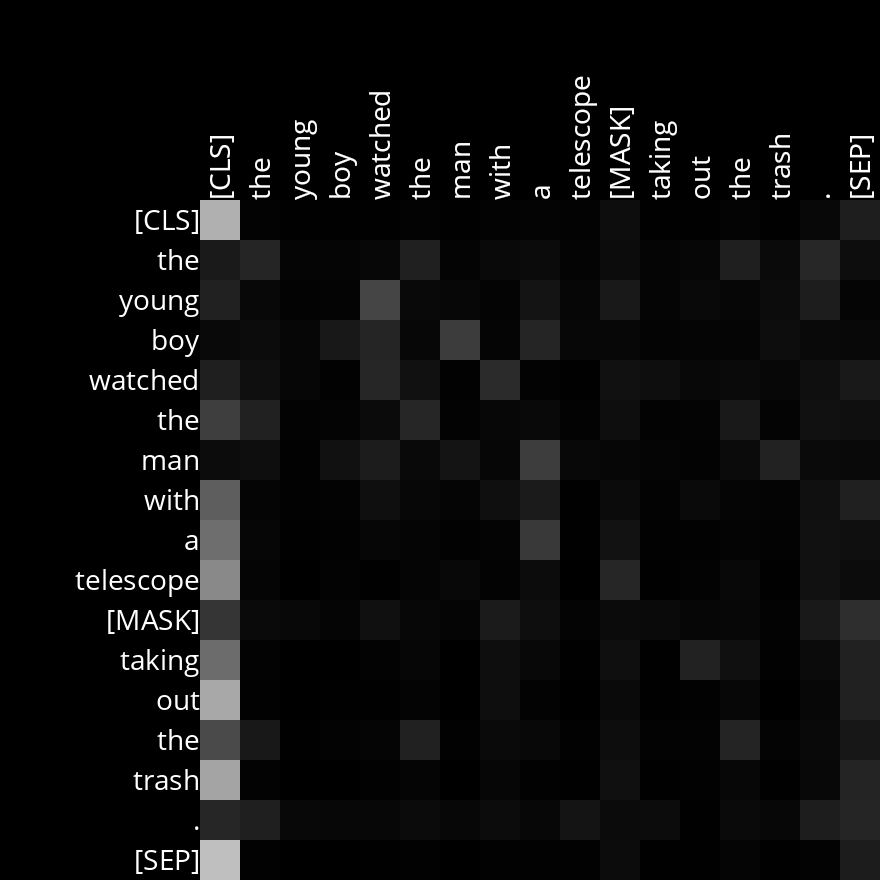 [CLS] the young boy watched the man with a telescope [MASK] taking out the trash . [SEP]
[CLS]
the
young
boy
watched
the
man
with
a
telescope
[MASK]
taking
out
the
trash
.
[SEP]